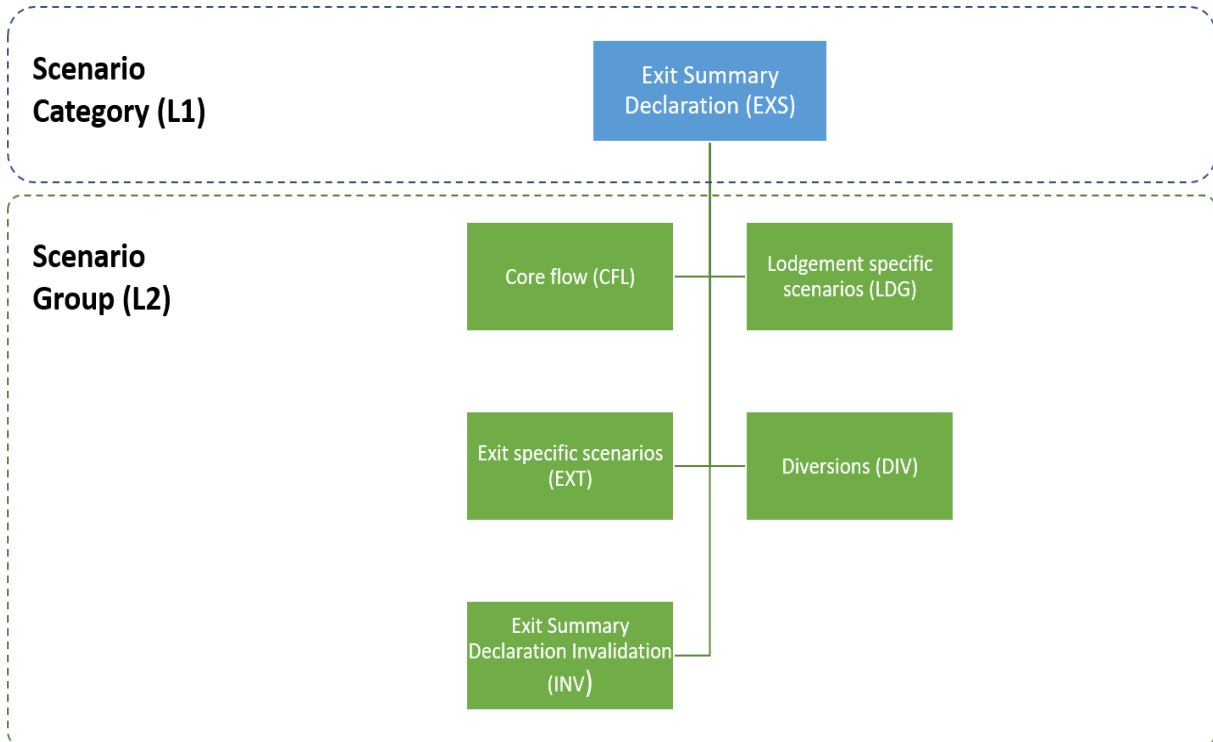 Scenario
Category (L1)
Exit Summary
Declaration (EXS)
Scenario
Group (L2)
Core flow (CFL)
Lodgement specific
scenarios (LDG)
Exit specific scenarios
(EXT)
Diversions (DIV)
Exit Summary
Declaration Invalidation
(INV)